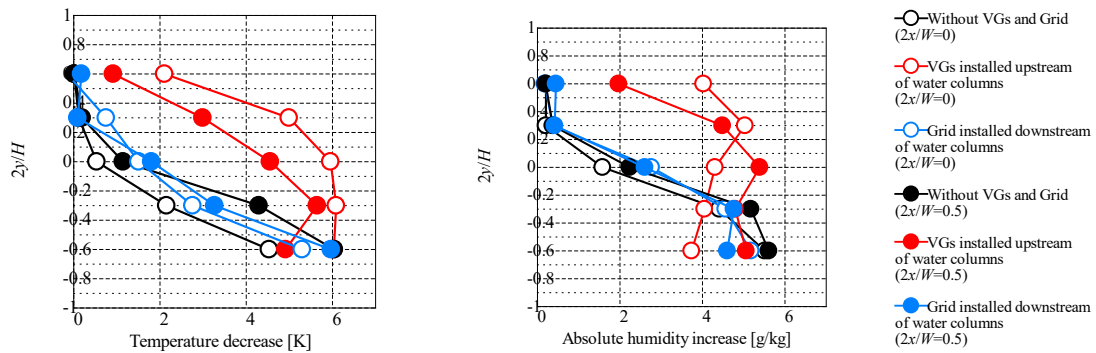 1
0.8
0.6
0.4
0.2
0
-0.2
-0.4
-0.6
-0.8
-1
2y/H
0
2
4
6
Temperature decrease [K]
1
0.8
0.6
0.4
0.2
0
-0.2
-0.4
-0.6
-0.8
-1
2y/H
0
2
4
6
Absolute humidity increase [g/kg]
Without VGs and Grid
(2x/W=0)
VGs installed upstream
of water columns
(2x/W=0)
Grid installed downstream
of water columns
(2x/W=0)
Without VGs and Grid
(2x/W=0.5)
VGs installed upstream
of water columns
(2x/W=0.5)
Grid installed downstream
of water columns
(2x/W=0.5)